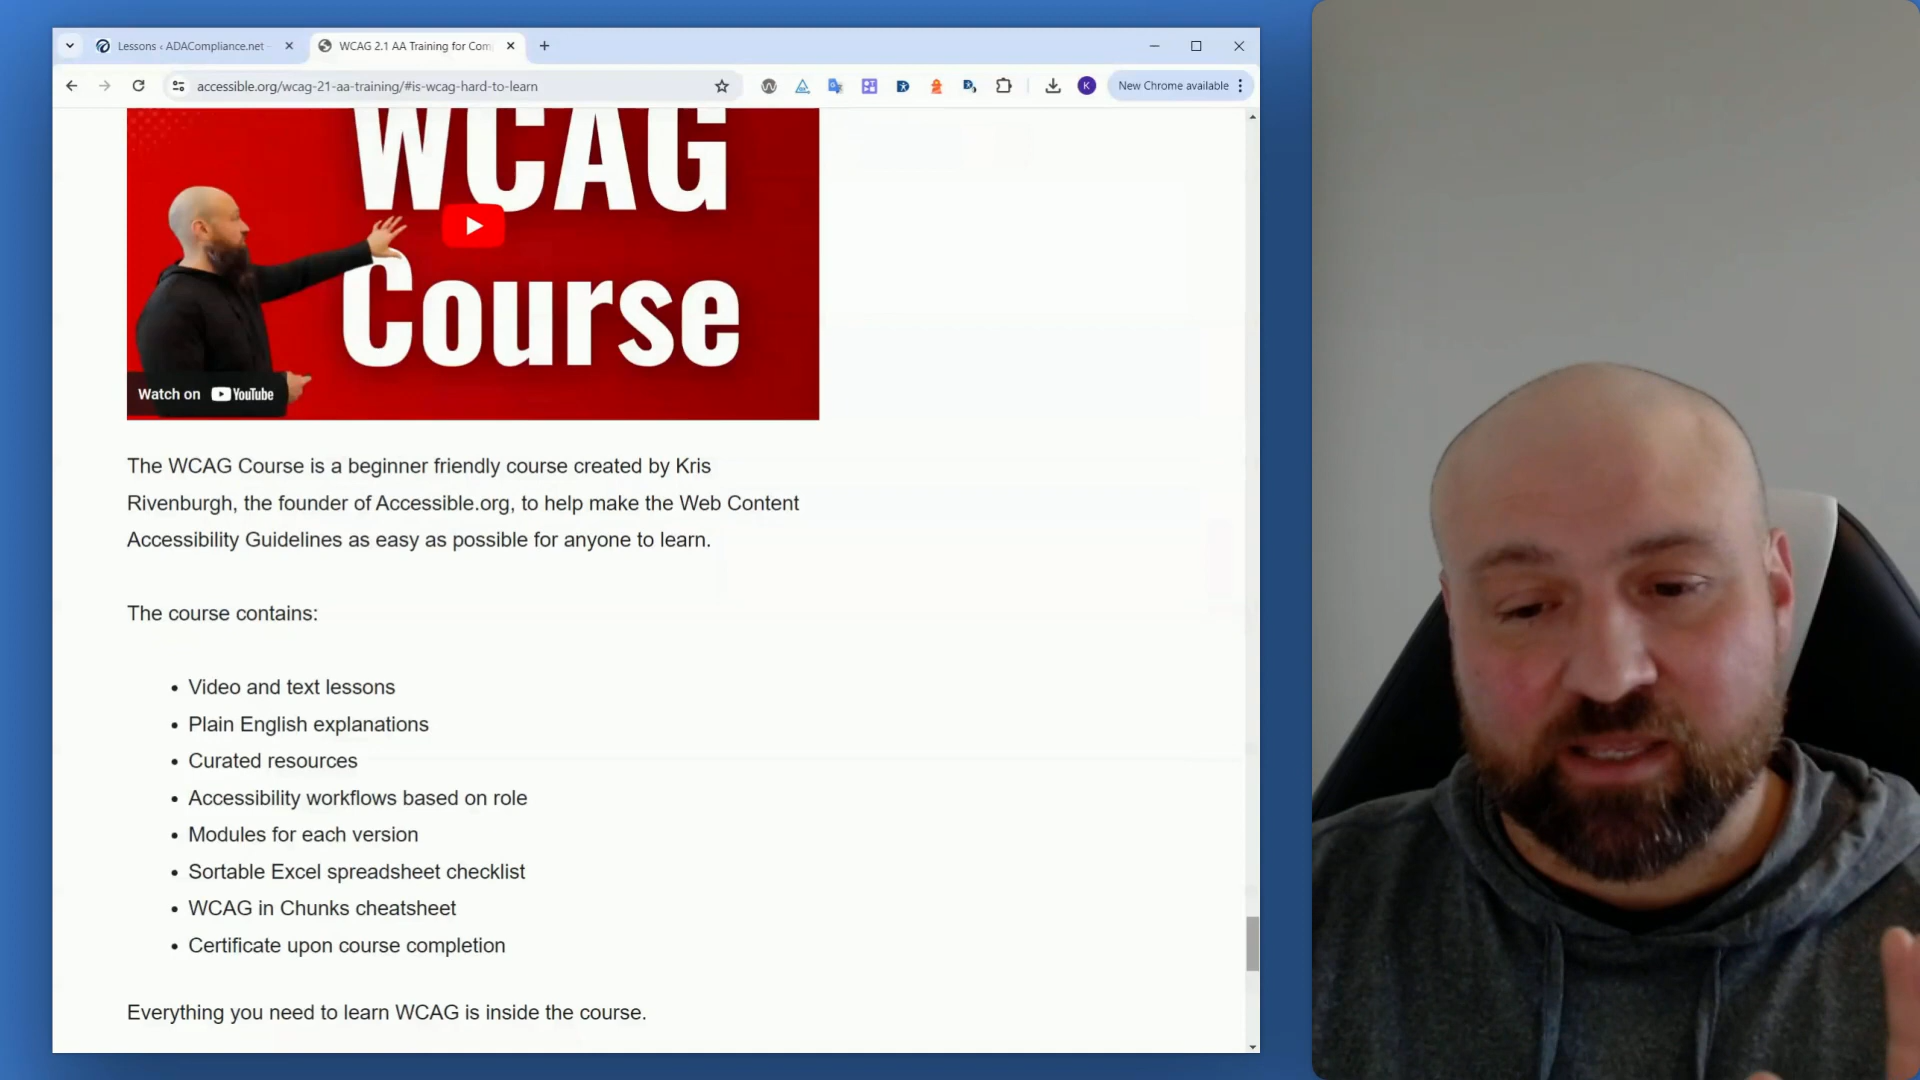 Lessons ‹ ADACompliance.net
WCAG 2.1 AA Training for Com
accessible.org/wcag-21-aa-training/#is-wcag-hard-to-learn
K
New Chrome available
WCAG
Course
Watch on YouTube
The WCAG Course is a beginner friendly course created by Kris
Rivenburgh, the founder of Accessible.org, to help make the Web Content
Accessibility Guidelines as easy as possible for anyone to learn.
The course contains:
• Video and text lessons
• Plain English explanations
• Curated resources
• Accessibility workflows based on role
• Modules for each version
• Sortable Excel spreadsheet checklist
• WCAG in Chunks cheatsheet
• Certificate upon course completion
Everything you need to learn WCAG is inside the course.